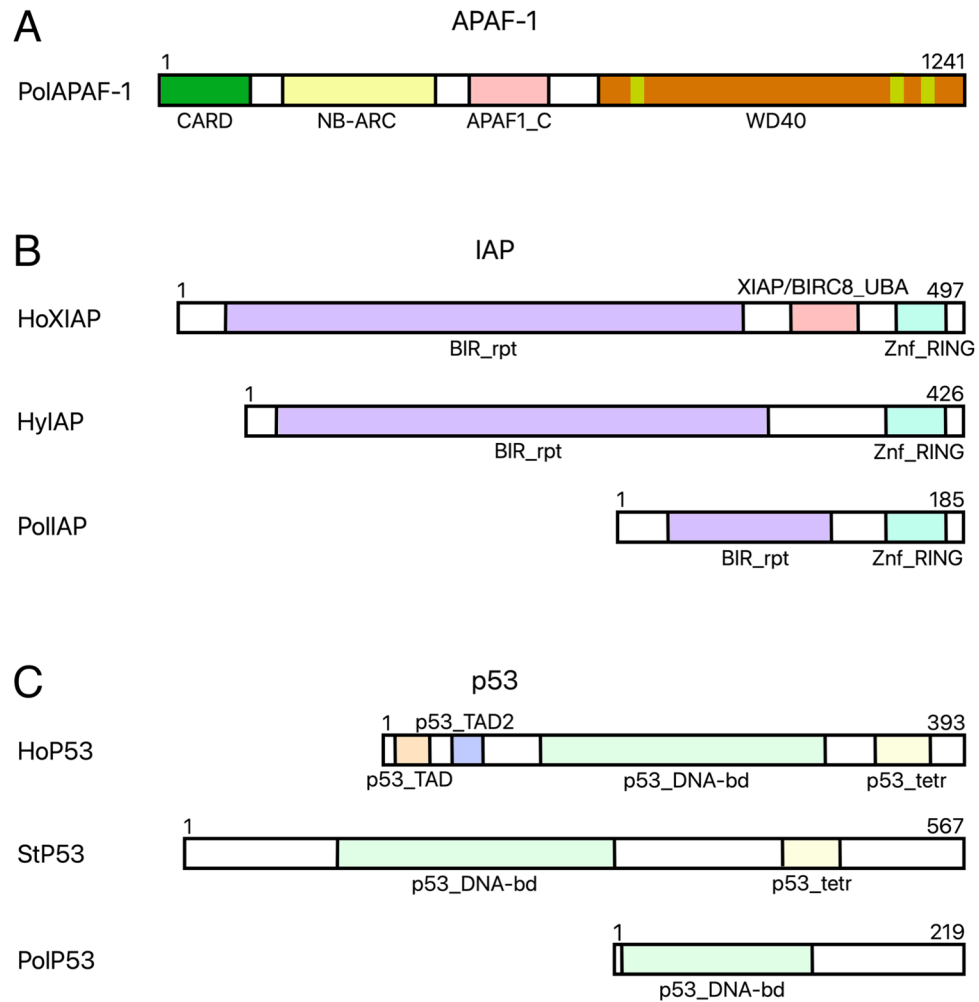 A
APAF-1
1 1241
PolAPAF-1
CARD NB-ARC APAF1_C WD40
B
IAP
1 XIAP/BIRC8_UBA 497
HoXIAP
BIR_rpt Znf_RING
1 426
HyIAP
BIR_rpt Znf_RING
1 185
PolIAP
BIR_rpt Znf_RING
C
p53
1 p53_TAD2 393
HoP53
p53_TAD p53_DNA-bd p53_tetr
1 567
StP53
p53_DNA-bd p53_tetr
1 219
PolP53
p53_DNA-bd